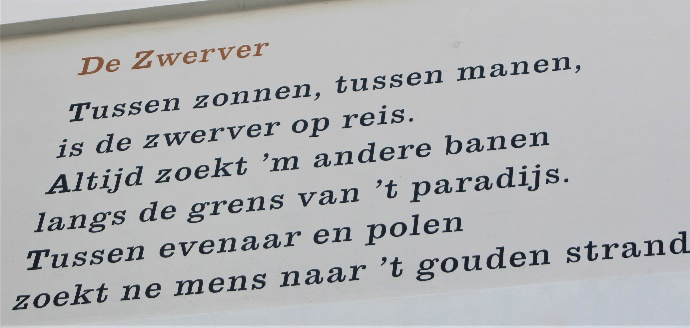 De Zwerver
Tussen zonnen, tussen manen,
is de zwerver op reis.
Altijd zoekt ’m andere banen
langs de grens van ’t paradijs.
Tussen evenaar en polen
zoekt ne mens naar ’t gouden strand